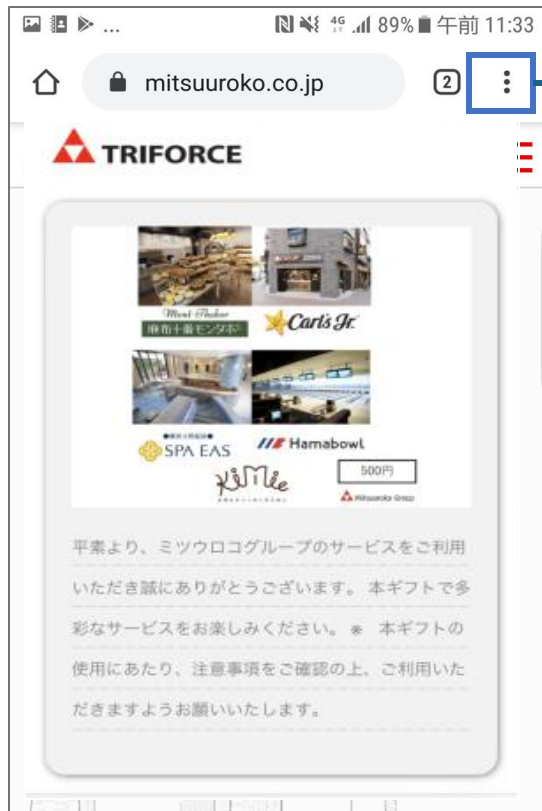 89% 午前 11:33
mitsuuroko.co.jp
2
TRIFORCE
Mont-Thabor
麻布十番モンタボー
Carl's Jr.
SPA EAS
Hamabowl
Kimie
500円
Mitsuuroko Group
平素より、ミツウロコグループのサービスをご利用
いただき誠にありがとうございます。 本ギフトで多
彩なサービスをお楽しみください。 ※ 本ギフトの
使用にあたり、注意事項をご確認の上、ご利用いた
だきますようお願いいたします。